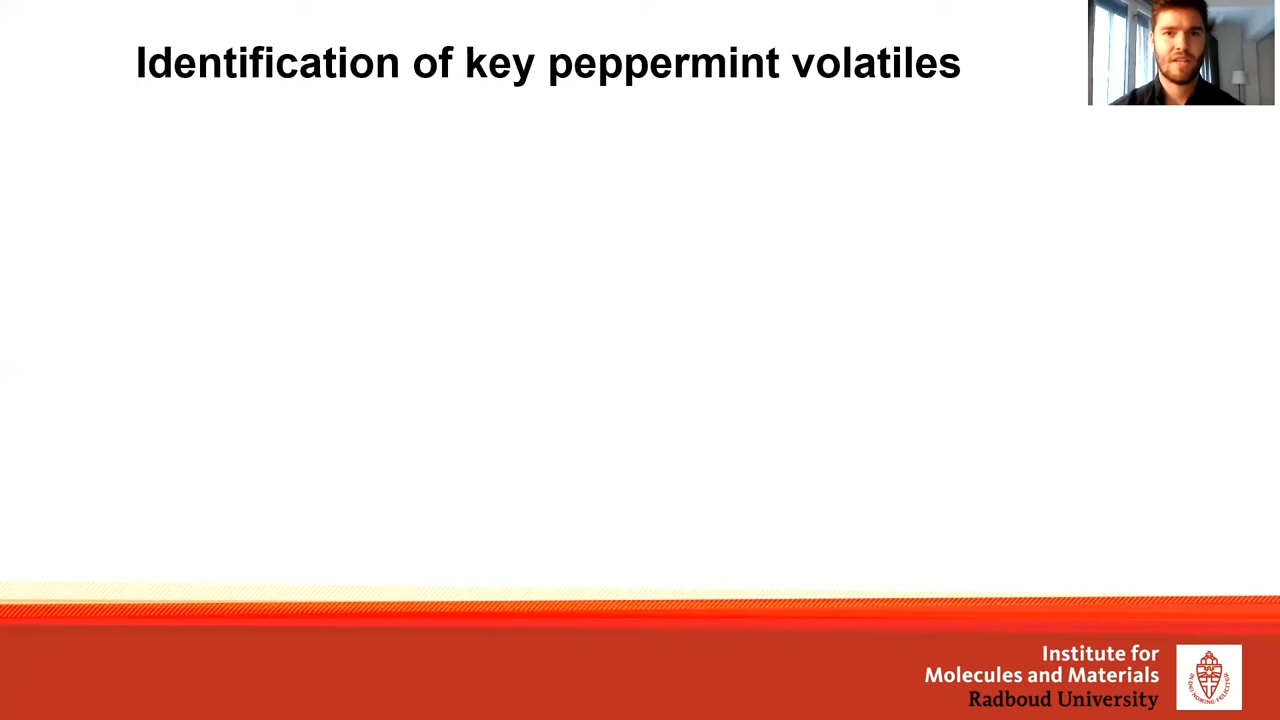 Identification of key peppermint volatiles
Institute for
Molecules and Materials
Radboud University